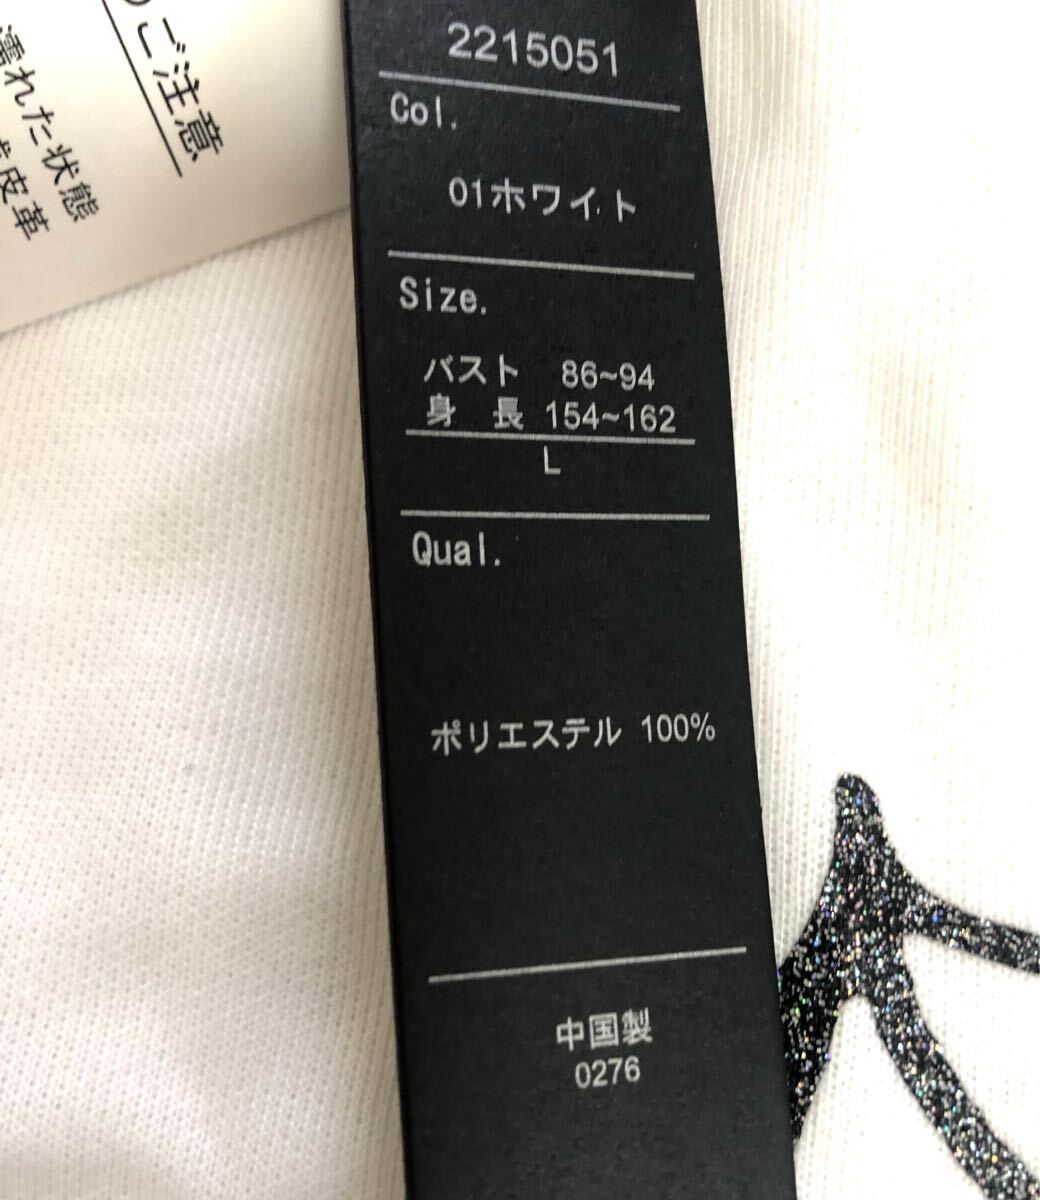 ご注意
濡れた状態
皮革
2215051
Col.
01ホワイト
Size.
バスト 86~94
身 長 154~162
L
Qual.
ポリエステル 100%
中国製
0276